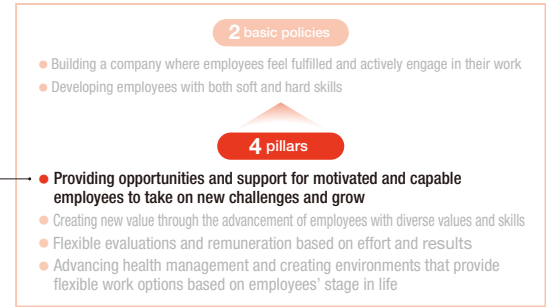 2 basic policies
● Building a company where employees feel fulfilled and actively engage in their work
● Developing employees with both soft and hard skills
4 pillars
● Providing opportunities and support for motivated and capable
employees to take on new challenges and grow
● Creating new value through the advancement of employees with diverse values and skills
● Flexible evaluations and remuneration based on effort and results
● Advancing health management and creating environments that provide
flexible work options based on employees' stage in life